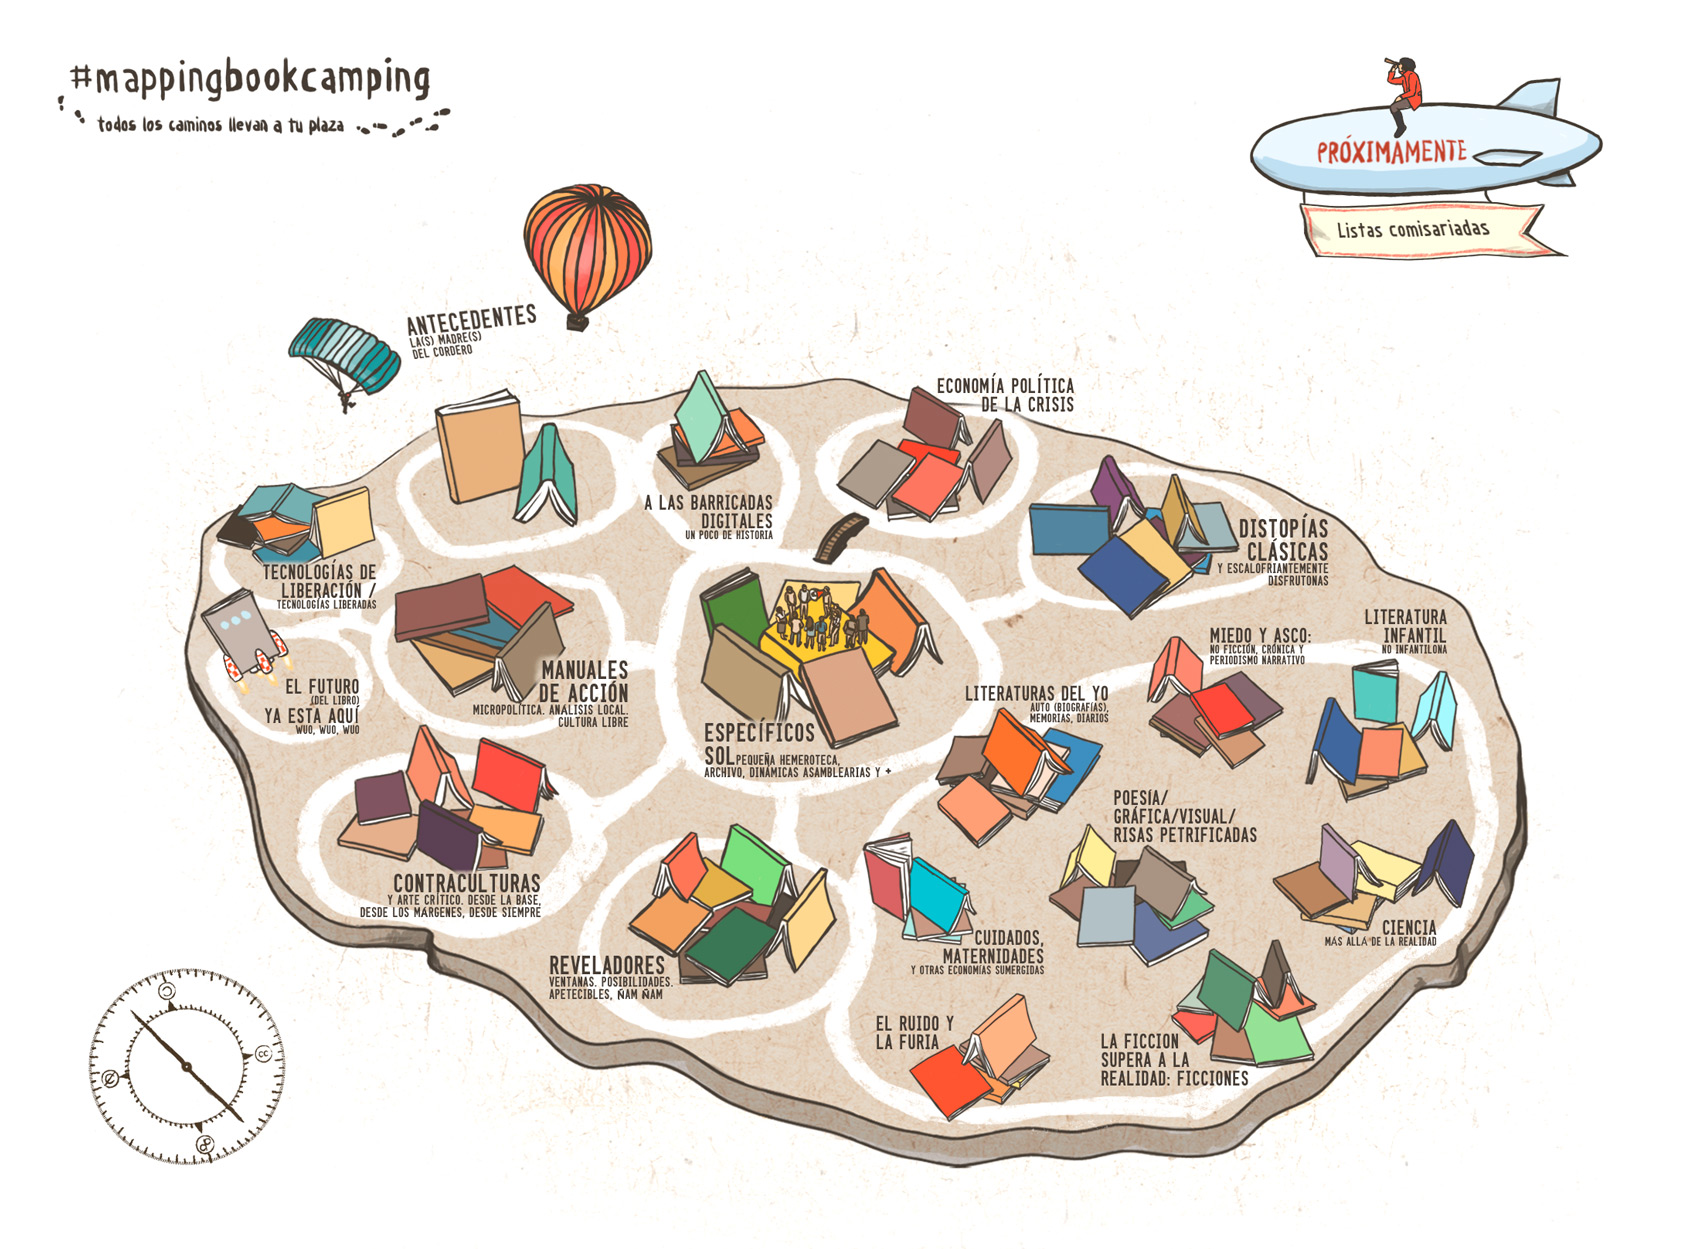 #mappingbookcamping
todos los caminos llevan a tu plaza
PRÓXIMAMENTE
Listas comisariadas
ANTECEDENTES
LA(S) MADRE(S)
DEL CORDERO
ECONOMÍA POLÍTICA
DE LA CRISIS
A LAS BARRICADAS
DIGITALES
UN POCO DE HISTORIA
DISTOPÍAS
CLÁSICAS
Y ESCALOFRIANTEMENTE
DISFRUTONAS
TECNOLOGÍAS DE
LIBERACIÓN /
TECNOLOGÍAS LIBERADAS
EL FUTURO
(DEL LIBRO)
YA ESTA AQUÍ
WUO, WUO, WUO
MANUALES
DE ACCIÓN
MICROPOLÍTICA. ANÁLISIS LOCAL.
CULTURA LIBRE
ESPECÍFICOS
SOL PEQUEÑA HEMEROTECA,
ARCHIVO, DINÁMICAS ASAMBLEARIAS Y +
MIEDO Y ASCO:
NO FICCIÓN, CRÓNICA Y
PERIODISMO NARRATIVO
LITERATURA
INFANTIL
NO INFANTILONA
LITERATURAS DEL YO
AUTO (BIOGRAFÍAS),
MEMORIAS, DIARIOS
POESÍA/
GRÁFICA/VISUAL/
RISAS PETRIFICADAS
CONTRACULTURAS
Y ARTE CRÍTICO. DESDE LA BASE,
DESDE LOS MÁRGENES, DESDE SIEMPRE
REVELADORES
VENTANAS. POSIBILIDADES.
APETECIBLES, ÑAM ÑAM
CUIDADOS,
MATERNIDADES
Y OTRAS ECONOMÍAS SUMERGIDAS
CIENCIA
MÁS ALLÁ DE LA REALIDAD
EL RUIDO Y
LA FURIA
LA FICCION
SUPERA A LA
REALIDAD: FICCIONES
cc